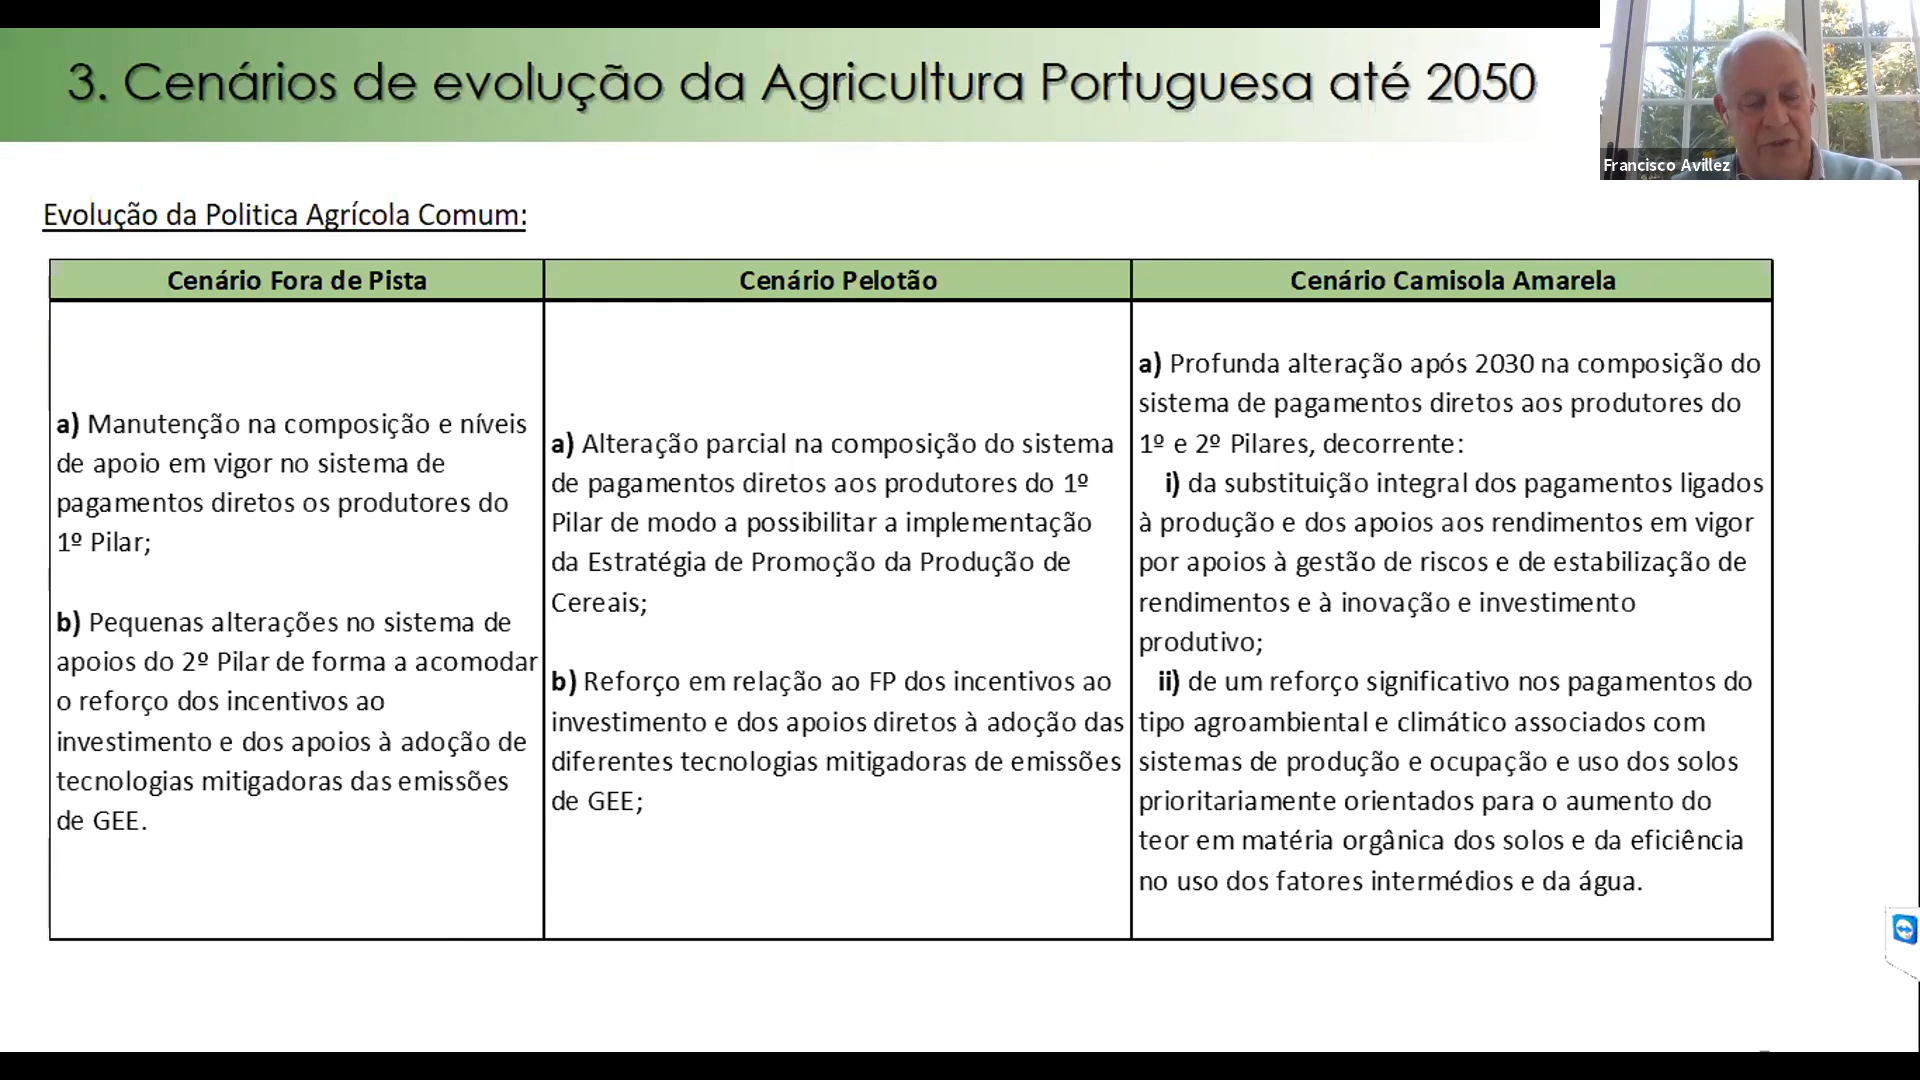 3. Cenários de evolução da Agricultura Portuguesa até 2050
Francisco Avillez
Evolução da Politica Agrícola Comum:
Cenário Fora de Pista
a) Manutenção na composição e níveis
de apoio em vigor no sistema de
pagamentos diretos os produtores do
1º Pilar;
b) Pequenas alterações no sistema de
apoios do 2º Pilar de forma a acomodar
o reforço dos incentivos ao
investimento e dos apoios à adoção de
tecnologias mitigadoras das emissões
de GEE.
Cenário Pelotão
a) Alteração parcial na composição do sistema
de pagamentos diretos aos produtores do 1º
Pilar de modo a possibilitar a implementação
da Estratégia de Promoção da Produção de
Cereais;
b) Reforço em relação ao FP dos incentivos ao
investimento e dos apoios diretos à adoção das
diferentes tecnologias mitigadoras de emissões
de GEE;
Cenário Camisola Amarela
a) Profunda alteração após 2030 na composição do
sistema de pagamentos diretos aos produtores do
1º e 2º Pilares, decorrente:
i) da substituição integral dos pagamentos ligados
à produção e dos apoios aos rendimentos em vigor
por apoios à gestão de riscos e de estabilização de
rendimentos e à inovação e investimento
produtivo;
ii) de um reforço significativo nos pagamentos do
tipo agroambiental e climático associados com
sistemas de produção e ocupação e uso dos solos
prioritariamente orientados para o aumento do
teor em matéria orgânica dos solos e da eficiência
no uso dos fatores intermédios e da água.